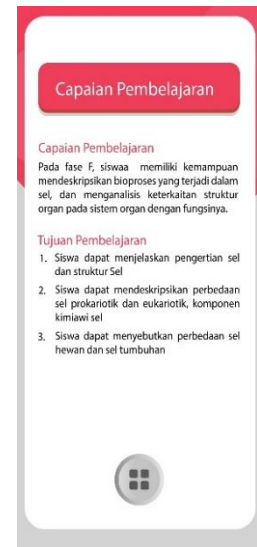 Capaian Pembelajaran
Capaian Pembelajaran
Pada fase F, siswaa memiliki kemampuan
mendeskripsikan bioproses yang terjadi dalam
sel, dan menganalisis keterkaitan struktur
organ pada sistem organ dengan fungsinya.
Tujuan Pembelajaran
1. Siswa dapat menjelaskan pengertian sel
dan struktur Sel
2. Siswa dapat mendeskripsikan perbedaan
sel prokariotik dan eukariotik, komponen
kimiawi sel
3. Siswa dapat menyebutkan perbedaan sel
hewan dan sel tumbuhan